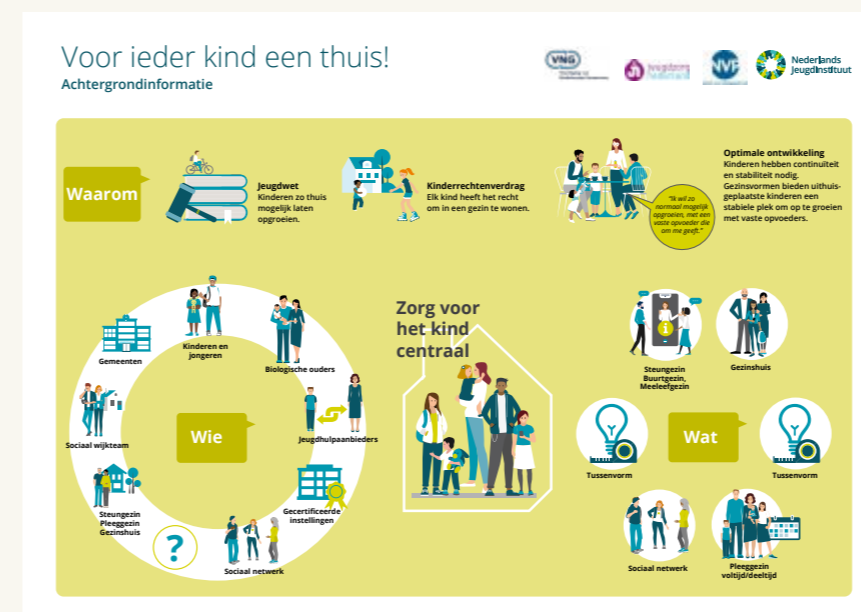 Voor ieder kind een thuis!
Achtergrondinformatie
VNG
jeugdzorg
NVP
Nederlands
Jeugdinstituut
Waarom
Jeugdwet
Kinderen zo thuis
mogelijk laten
opgroeien.
Kinderrechtenverdrag
Elk kind heeft het recht
om in een gezin te wonen.
"Ik wil zo
normaal mogelijk
opgroeien, met een
vaste opvoeder die
om me geeft."
Optimale ontwikkeling
Kinderen hebben continuïteit
en stabiliteit nodig.
Gezinsvormen bieden uithuis-
geplaatste kinderen een
stabiele plek om op te groeien
met vaste opvoeders.
Wie
Kinderen en
jongeren
Biologische ouders
Jeugdhulpaanbieders
Gecertificeerde
instellingen
Sociaal netwerk
?
Steungezin
Pleeggezin
Gezinshuis
Sociaal wijkteam
Gemeenten
Zorg voor
het kind
centraal
Wat
Steungezin
Buurtgezin,
Meeleefgezin
Gezinshuis
Tussenvorm
Tussenvorm
Sociaal netwerk
Pleeggezin
voltijd/deeltijd